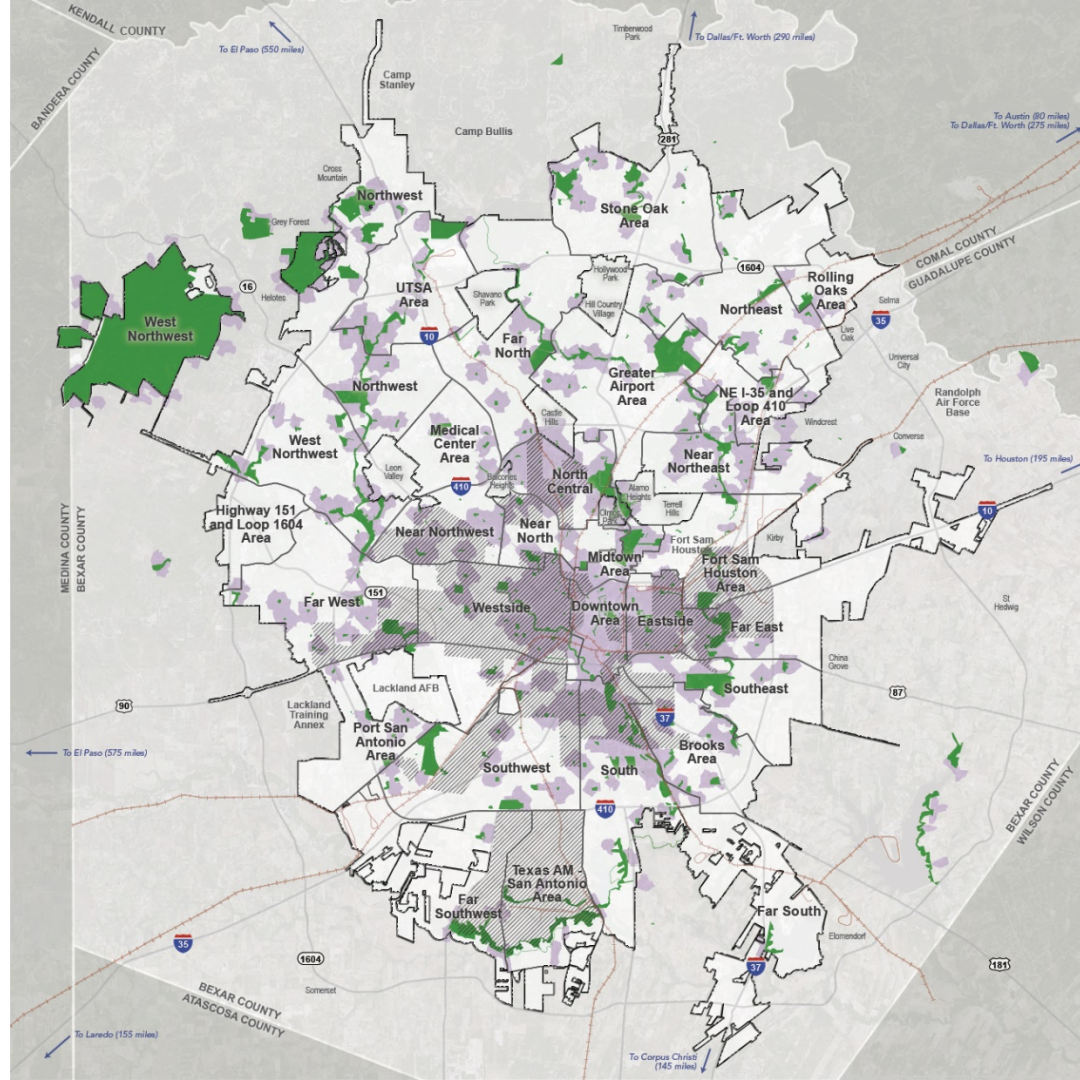 KENDALL COUNTY
BANDERA COUNTY
To El Paso (550 miles)
Timberwood
Park
To Dallas/Ft. Worth (290 miles)
Camp
Stanley
Camp Bullis
281
To Austin (80 miles)
To Dallas/Ft. Worth (275 miles)
Cross
Mountain
Northwest
Grey Forest
Stone Oak
Area
COMAL COUNTY
GUADALUPE COUNTY
1604
Hollywood
Park
Rolling
Oaks
Area
16
Helotes
UTSA
Area
Shavano
Park
Hill Country
Village
Northeast
Selma
35
West
Northwest
10
Live
Oak
Far
North
Universal
City
Greater
Airport
Area
Northwest
NE I-35 and
Loop 410
Area
Randolph
Air Force
Base
Castle
Hills
Windcrest
Medical
Center
Area
West
Northwest
Converse
Near
Northeast
To Houston (195 miles)
Leon
Valley
410
Balcones
Heights
North
Central
Alamo
Heights
Terrell
Hills
Olmos
Park
10
Highway 151
and Loop 1604
Area
Near Northwest
Near
North
Fort Sam
Houston
Kirby
MEDINA COUNTY
BEXAR COUNTY
Midtown
Area
Fort Sam
Houston
Area
151
Far West
Westside
Downtown
Area
Eastside
Far East
St
Hedwig
China
Grove
Lackland AFB
Southeast
87
90
Lackland
Training
Annex
37
To El Paso (575 miles)
Port San
Antonio
Area
Brooks
Area
Southwest
South
410
BEXAR COUNTY
WILSON COUNTY
Texas AM -
San Antonio
Area
Far
Southwest
Far South
Elomendorf
35
1604
37
181
Somerset
BEXAR COUNTY
ATASCOSA COUNTY
To Laredo (155 miles)
To Corpus Christi
(145 miles)